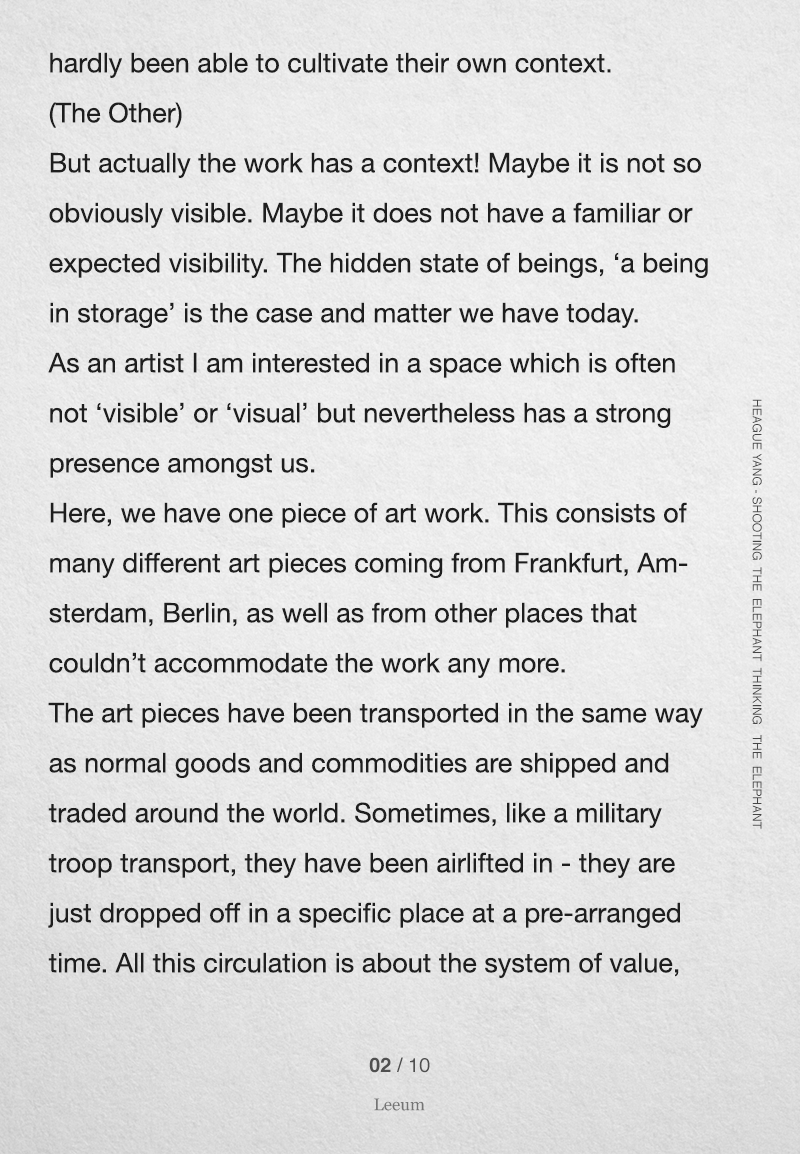 hardly been able to cultivate their own context.
(The Other)
But actually the work has a context! Maybe it is not so
obviously visible. Maybe it does not have a familiar or
expected visibility. The hidden state of beings, ‘a being
in storage’ is the case and matter we have today.
As an artist I am interested in a space which is often
not ‘visible’ or ‘visual’ but nevertheless has a strong
presence amongst us.
Here, we have one piece of art work. This consists of
many different art pieces coming from Frankfurt, Am-
sterdam, Berlin, as well as from other places that
couldn’t accommodate the work any more.
The art pieces have been transported in the same way
as normal goods and commodities are shipped and
traded around the world. Sometimes, like a military
troop transport, they have been airlifted in - they are
just dropped off in a specific place at a pre-arranged
time. All this circulation is about the system of value,
HEAGUE YANG - SHOOTING THE ELEPHANT THINKING THE ELEPHANT
02 / 10
Leeum